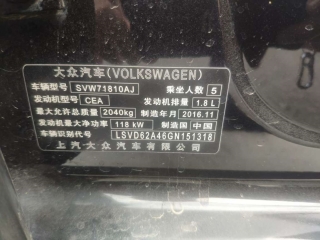 大众汽车(VOLKSWAGEN)
车辆型号 SVW71810AJ 乘坐人数 5
发动机型号 CEA 发动机排量 1.8 L
最大允许总质量 2040kg 制造年月 2016.11
发动机最大净功率 118 kW 制造国 中国
车辆识别代号 LSVD62A46GN151318
上汽大众汽车有限公司